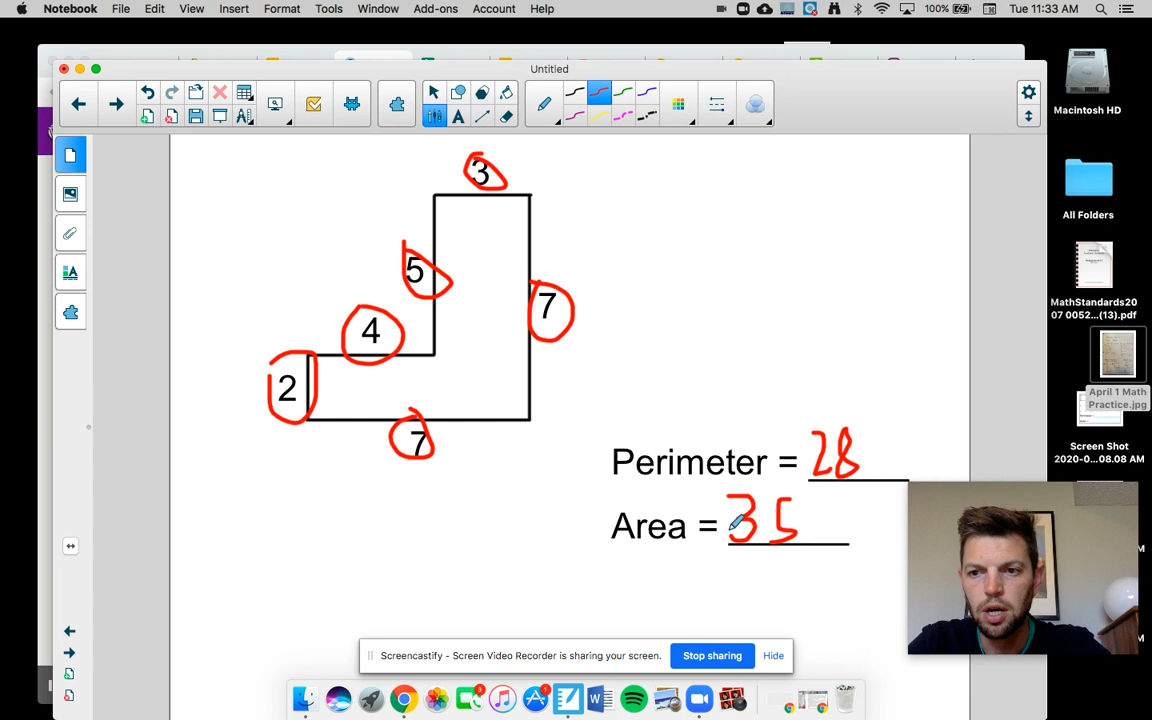 Notebook File Edit View Insert Format Tools Window Add-ons Account Help 100% Tue 11:33 AM
Untitled
Macintosh HD
All Folders
MathStandards20
07 0052...(13).pdf
April 1 Math
Practice.jpg
Screen Shot
2020-0...08.08 AM
3
5
7
4
2
7
Perimeter = 28
Area = 35
Screencastify - Screen Video Recorder is sharing your screen. Stop sharing Hide